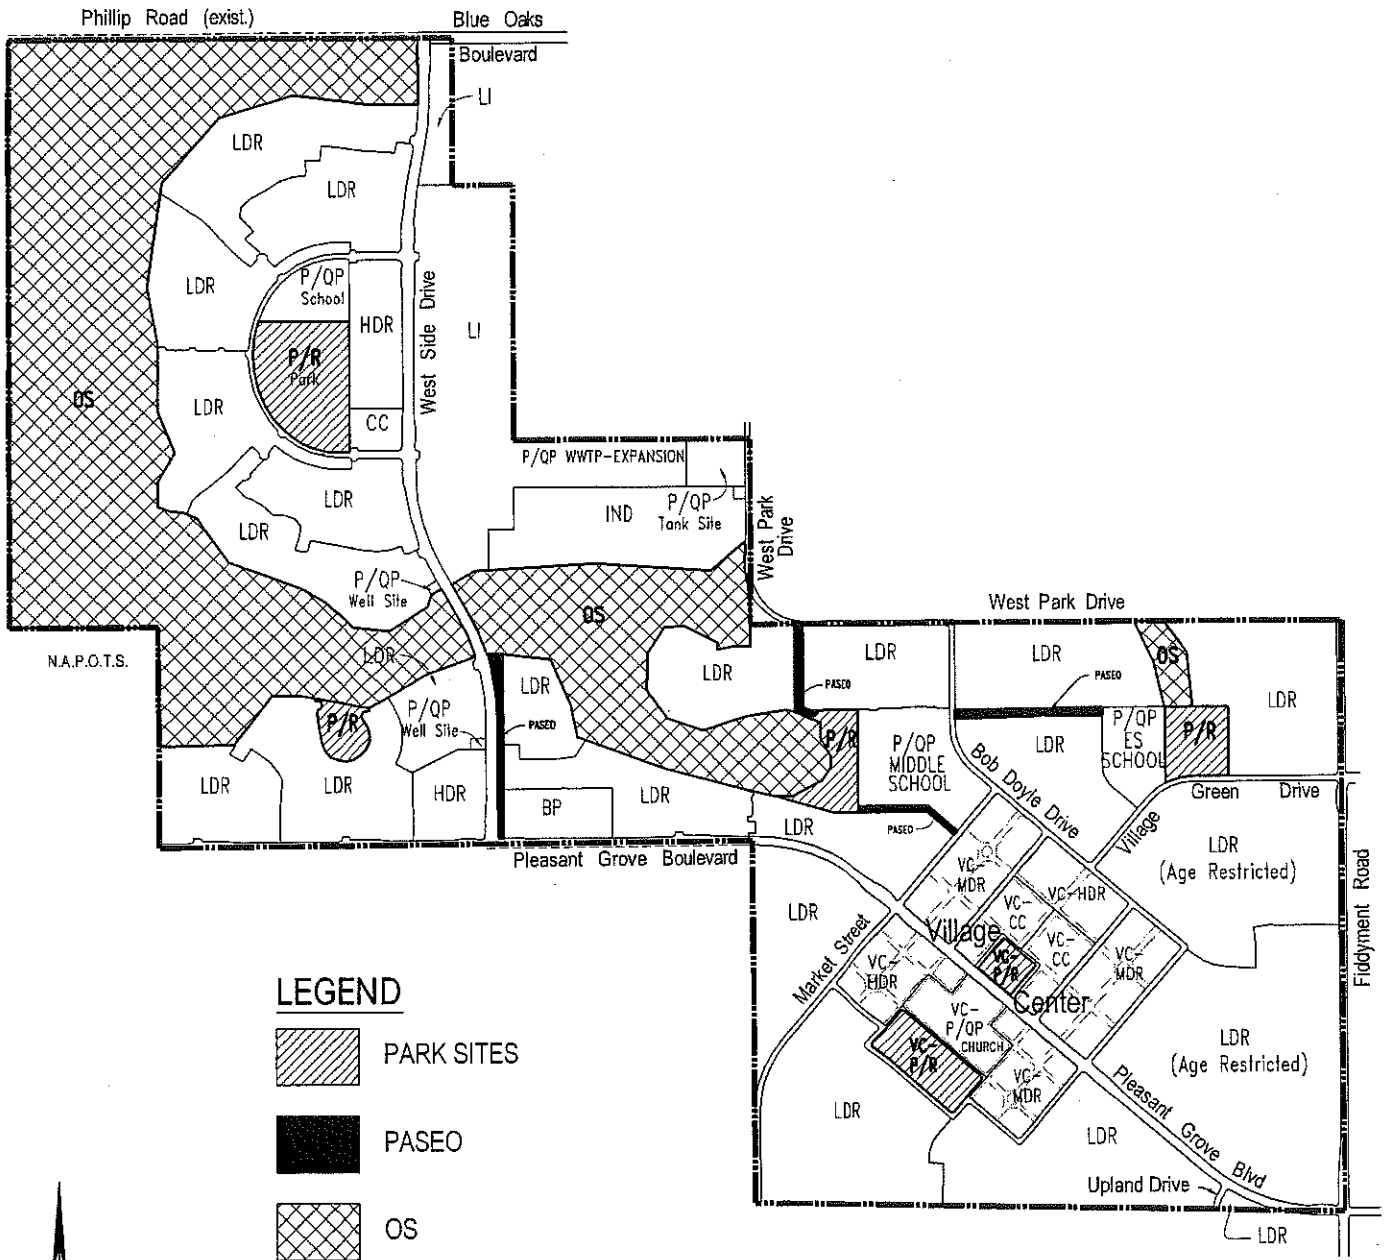 Phillip Road (exist.)
Blue Oaks
Boulevard
LI
LDR
LDR
LDR
P/QP
School
HDR
West Side Drive
LI
P/R
Park
OS
LDR
CC
P/QP WWTP-EXPANSION
LDR
IND
P/QP
Tank Site
West Park
Drive
LDR
P/QP
Well Site
OS
West Park Drive
N.A.P.O.T.S.
LDR
LDR
LDR
LDR
LDR
OS
LDR
PASEO
PASEO
P/QP
Well Site
PASEO
P/R
P/R
P/QP
MIDDLE
SCHOOL
Bob Doyle Drive
LDR
P/QP
ES
SCHOOL
P/R
LDR
LDR
HDR
BP
LDR
LDR
PASEO
Village Green Drive
Pleasant Grove Boulevard
LDR
(Age Restricted)
Fiddyment Road
VC-
MDR
VC-HDR
VC-
CC
LDR
Market Street
Village
VC-
CC
VC-
HDR
VC-
P/R
VC-
MDR
Center
VC-
P/QP
CHURCH
VC-
P/R
VC-
MDR
LDR
(Age Restricted)
LDR
LDR
Pleasant Grove Blvd
Upland Drive
LDR
LEGEND
PARK SITES
PASEO
OS